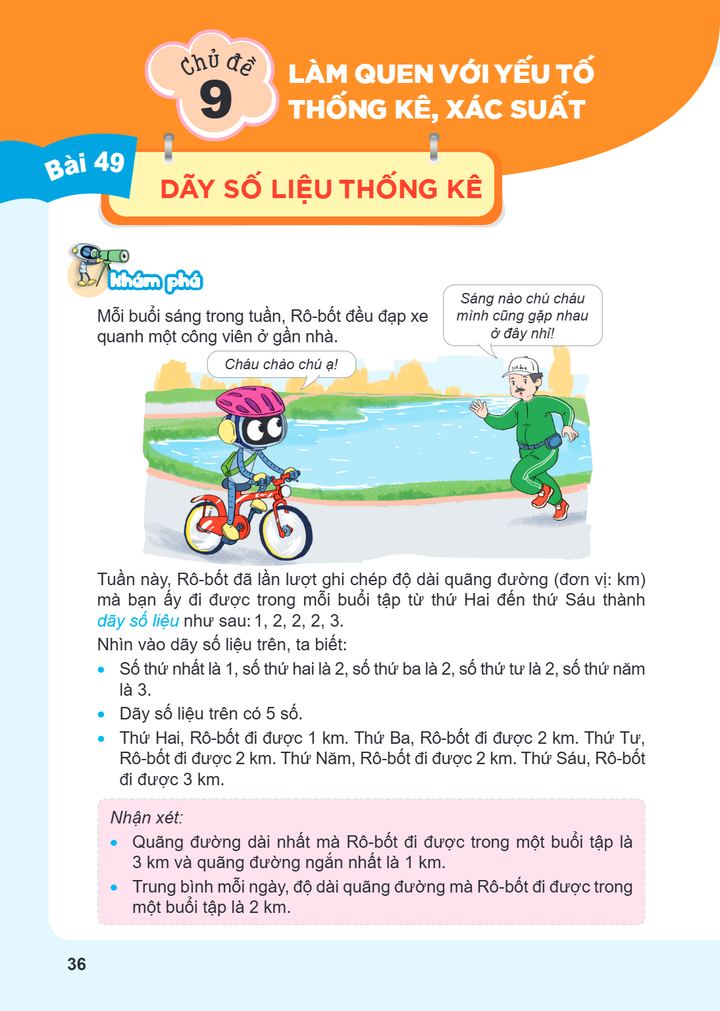 Chủ đề
9
LÀM QUEN VỚI YẾU TỐ
THỐNG KÊ, XÁC SUẤT
Bài 49
DÃY SỐ LIỆU THỐNG KÊ
khám phá
Mỗi buổi sáng trong tuần, Rô-bốt đều đạp xe
quanh một công viên ở gần nhà.
Sáng nào chú cháu
mình cũng gặp nhau
ở đây nhỉ!
Cháu chào chú ạ!
Tuần này, Rô-bốt đã lần lượt ghi chép độ dài quãng đường (đơn vị: km)
mà bạn ấy đi được trong mỗi buổi tập từ thứ Hai đến thứ Sáu thành
dãy số liệu như sau: 1, 2, 2, 2, 3.
Nhìn vào dãy số liệu trên, ta biết:
• Số thứ nhất là 1, số thứ hai là 2, số thứ ba là 2, số thứ tư là 2, số thứ năm
là 3.
• Dãy số liệu trên có 5 số.
• Thứ Hai, Rô-bốt đi được 1 km. Thứ Ba, Rô-bốt đi được 2 km. Thứ Tư,
Rô-bốt đi được 2 km. Thứ Năm, Rô-bốt đi được 2 km. Thứ Sáu, Rô-bốt
đi được 3 km.
Nhận xét:
• Quãng đường dài nhất mà Rô-bốt đi được trong một buổi tập là
3 km và quãng đường ngắn nhất là 1 km.
• Trung bình mỗi ngày, độ dài quãng đường mà Rô-bốt đi được trong
một buổi tập là 2 km.
36